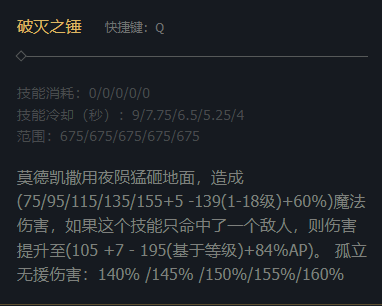 破灭之锤 快捷键：Q
技能消耗：0/0/0/0/0
技能冷却（秒）：9/7.75/6.5/5.25/4
范围：675/675/675/675/675
莫德凯撒用夜陨猛砸地面，造成
(75/95/115/135/155+5 -139(1-18级)+60%)魔法
伤害，如果这个技能只命中了一个敌人，则伤害
提升至(105 +7 - 195(基于等级)+84%AP)。 孤立
无援伤害：140% /145% /150%/155%/160%